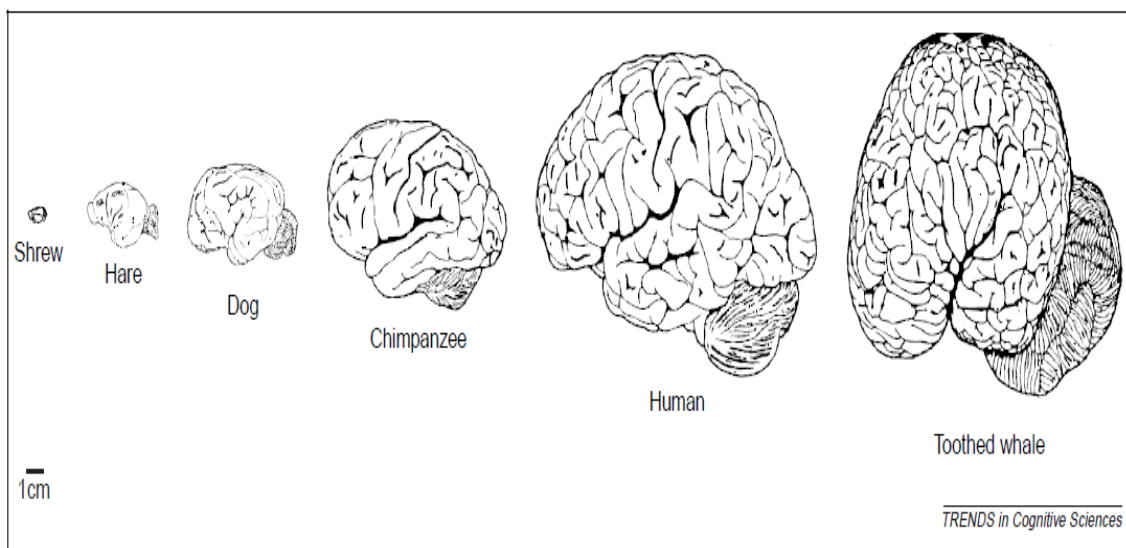 Shrew
Hare
Dog
Chimpanzee
Human
Toothed whale
1cm
TRENDS in Cognitive Sciences